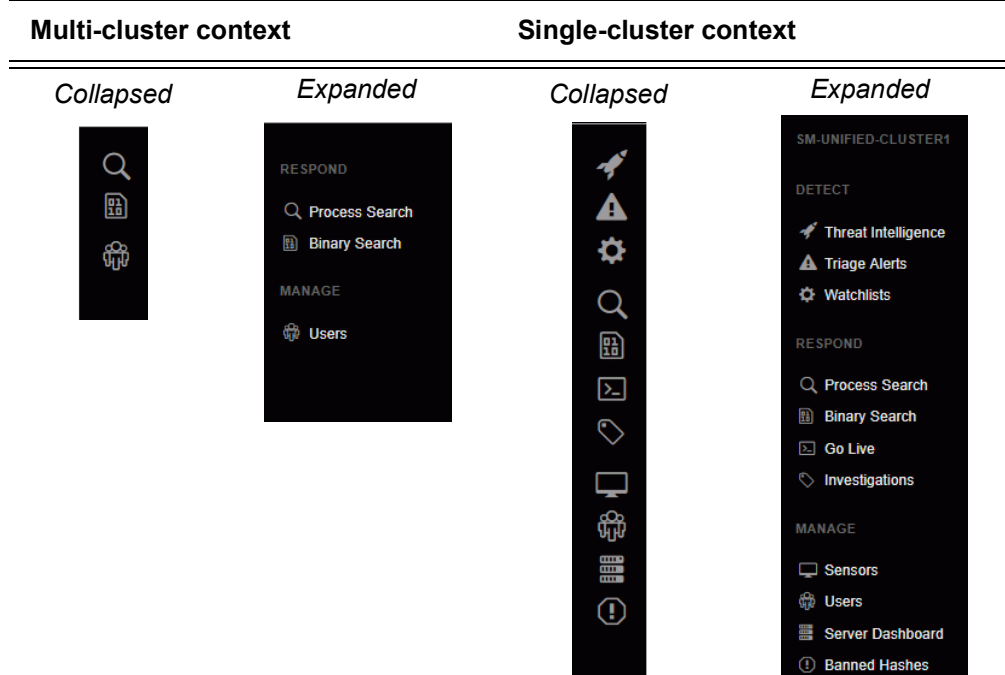 Multi-cluster context
Single-cluster context
Collapsed
Expanded
Collapsed
Expanded
RESPOND
Process Search
Binary Search
MANAGE
Users
SM-UNIFIED-CLUSTER1
DETECT
Threat Intelligence
Triage Alerts
Watchlists
RESPOND
Process Search
Binary Search
Go Live
Investigations
MANAGE
Sensors
Users
Server Dashboard
Banned Hashes